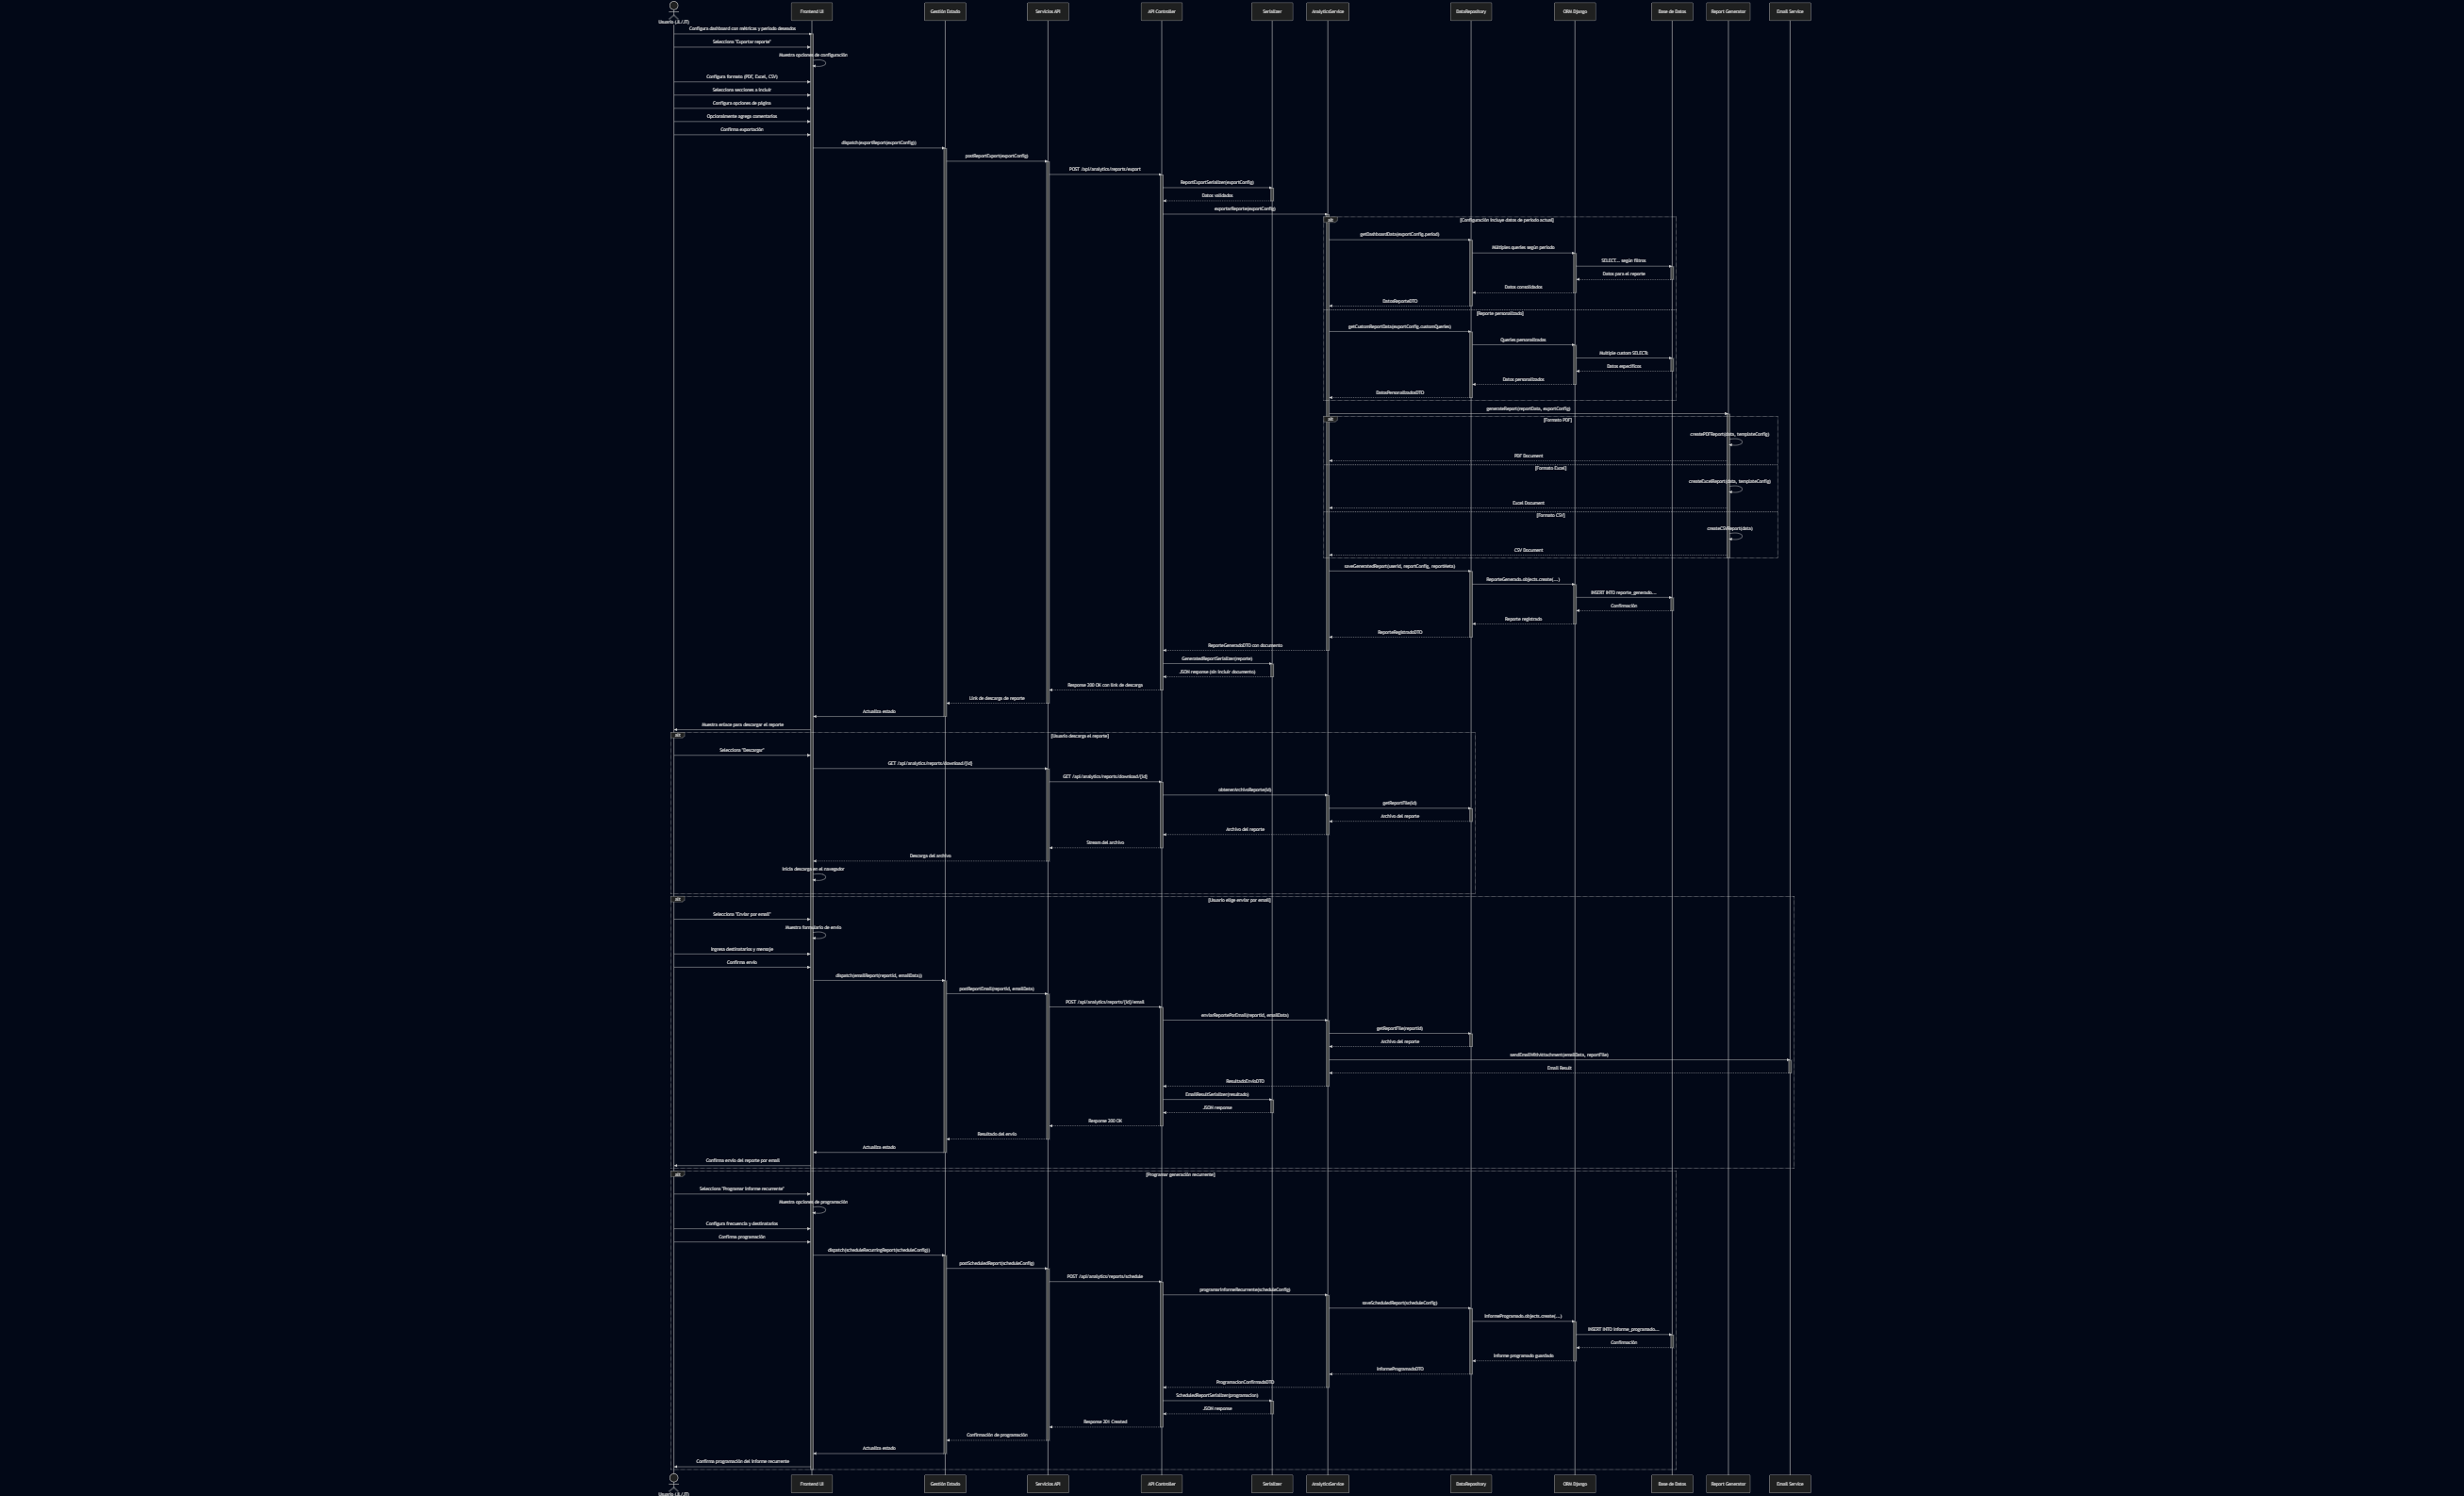 Usuario (JL/JT)
Frontend UI
Gestión Estado
Servicios API
API Controller
Serializer
AnalyticsService
DataRepository
ORM Django
Base de Datos
Report Generator
Email Service
Configura dashboard con métricas y período deseados
Selecciona "Exportar reporte"
Muestra opciones de configuración
Configura formato (PDF, Excel, CSV)
Selecciona secciones a incluir
Configura opciones de página
Opcionalmente agrega comentarios
Confirma exportación
dispatch(exportReport(exportConfig))
postReportExport(exportConfig)
POST /api/analytics/reports/export
ReportExportSerializer(exportConfig)
Datos validados
exportarReporte(exportConfig)
alt
[Configuración incluye datos de período actual]
getDashboardData(exportConfig.period)
Múltiples queries según período
SELECT... según filtros
Datos para el reporte
Datos consolidados
DatosReporteDTO
[Reporte personalizado]
getCustomReportData(exportConfig.customQueries)
Queries personalizadas
Multiple custom SELECTs
Datos específicos
Datos personalizados
DatosPersonalizadosDTO
generateReport(reportData, exportConfig)
alt
[Formato PDF]
createPDFReport(data, templateConfig)
PDF Document
[Formato Excel]
createExcelReport(data, templateConfig)
Excel Document
[Formato CSV]
createCSVReport(data)
CSV Document
saveGeneratedReport(userId, reportConfig, reportMeta)
ReporteGenerado.objects.create(...)
INSERT INTO reporte_generado...
Confirmación
Reporte registrado
ReporteRegistradoDTO
ReporteGeneradoDTO con documento
GeneratedReportSerializer(reporte)
JSON response (sin incluir documento)
Response 200 OK con link de descarga
Link de descarga de reporte
Actualiza estado
Muestra enlace para descargar el reporte
alt
[Usuario descarga el reporte]
Selecciona "Descargar"
GET /api/analytics/reports/download/{id}
GET /api/analytics/reports/download/{id}
obtenerArchivoReporte(id)
getReportFile(id)
Archivo del reporte
Archivo del reporte
Stream del archivo
Descarga del archivo
Inicia descarga en el navegador
alt
[Usuario elige enviar por email]
Selecciona "Enviar por email"
Muestra formulario de envío
Ingresa destinatarios y mensaje
Confirma envío
dispatch(emailReport(reportId, emailData))
postReportEmail(reportId, emailData)
POST /api/analytics/reports/{id}/email
enviarReportePorEmail(reportId, emailData)
getReportFile(reportId)
Archivo del reporte
sendEmailWithAttachment(emailData, reportFile)
Email Result
ResultadoEnvioDTO
EmailResultSerializer(resultado)
JSON response
Response 200 OK
Resultado del envío
Actualiza estado
Confirma envío del reporte por email
alt
[Programar generación recurrente]
Selecciona "Programar informe recurrente"
Muestra opciones de programación
Configura frecuencia y destinatarios
Confirma programación
dispatch(scheduleRecurringReport(scheduleConfig))
postScheduledReport(scheduleConfig)
POST /api/analytics/reports/schedule
programarInformeRecurrente(scheduleConfig)
saveScheduledReport(scheduleConfig)
InformeProgramado.objects.create(...)
INSERT INTO informe_programado...
Confirmación
Informe programado guardado
InformeProgramadoDTO
ProgramacionConfirmadaDTO
ScheduledReportSerializer(programacion)
JSON response
Response 201 Created
Confirmación de programación
Actualiza estado
Confirma programación del informe recurrente
Usuario (JL/JT)
Frontend UI
Gestión Estado
Servicios API
API Controller
Serializer
AnalyticsService
DataRepository
ORM Django
Base de Datos
Report Generator
Email Service